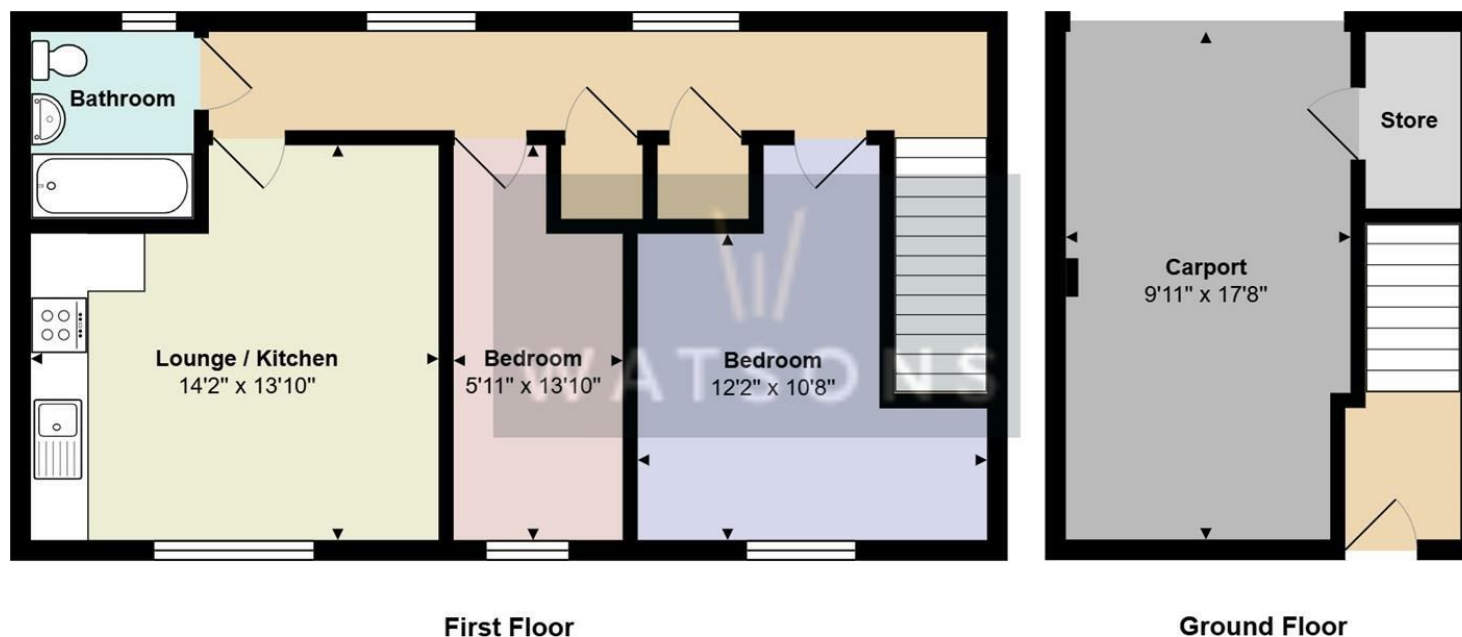 Bathroom
Lounge / Kitchen
14'2" x 13'10"
Bedroom
5'11" x 13'10"
Bedroom
12'2" x 10'8"
WATSONS
First Floor
Store
Carport
9'11" x 17'8"
Ground Floor